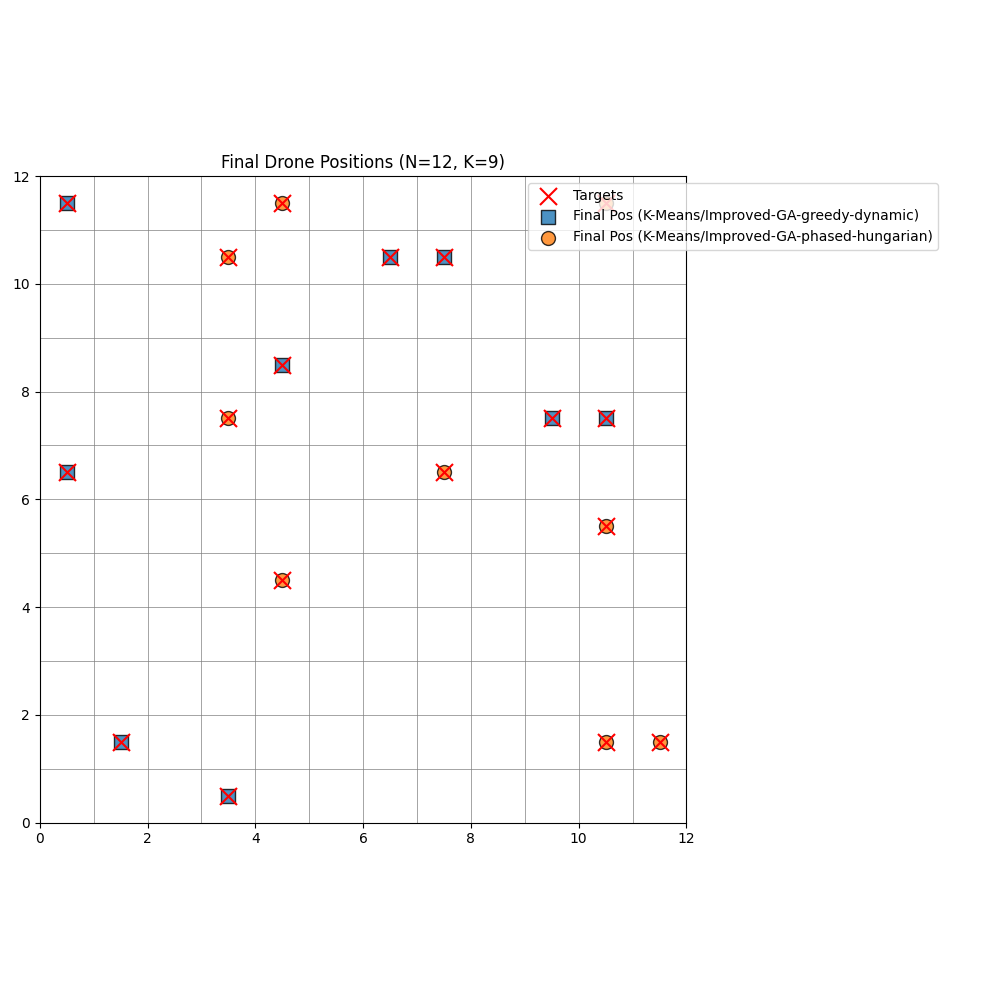 Final Drone Positions (N=12, K=9)
Targets
Final Pos (K-Means/Improved-GA-greedy-dynamic)
Final Pos (K-Means/Improved-GA-phased-hungarian)
12
10
8
6
4
2
0
0 2 4 6 8 10 12